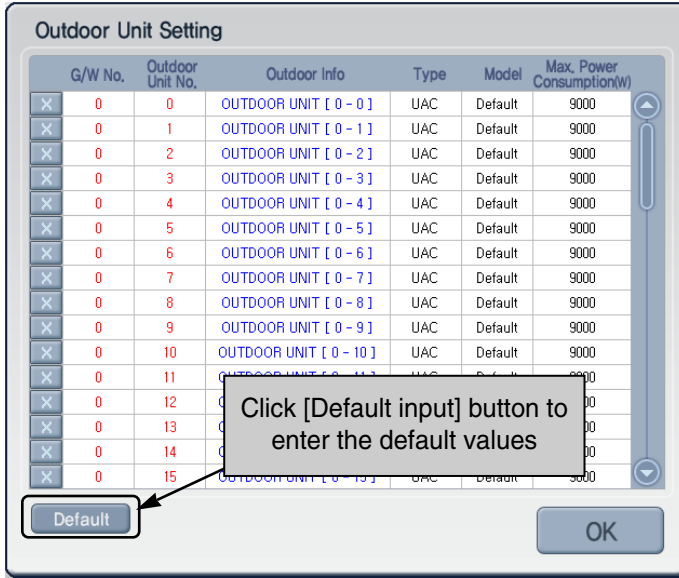 Outdoor Unit Setting
G/W No. Outdoor Unit No. Outdoor Info Type Model Max. Power Consumption(W)
X 0 0 OUTDOOR UNIT [ 0 - 0 ] UAC Default 9000
X 0 1 OUTDOOR UNIT [ 0 - 1 ] UAC Default 9000
X 0 2 OUTDOOR UNIT [ 0 - 2 ] UAC Default 9000
X 0 3 OUTDOOR UNIT [ 0 - 3 ] UAC Default 9000
X 0 4 OUTDOOR UNIT [ 0 - 4 ] UAC Default 9000
X 0 5 OUTDOOR UNIT [ 0 - 5 ] UAC Default 9000
X 0 6 OUTDOOR UNIT [ 0 - 6 ] UAC Default 9000
X 0 7 OUTDOOR UNIT [ 0 - 7 ] UAC Default 9000
X 0 8 OUTDOOR UNIT [ 0 - 8 ] UAC Default 9000
X 0 9 OUTDOOR UNIT [ 0 - 9 ] UAC Default 9000
X 0 10 OUTDOOR UNIT [ 0 - 10 ] UAC Default 9000
X 0 11
X 0 12
X 0 13
X 0 14
X 0 15
Click [Default input] button to
enter the default values
Default
OK